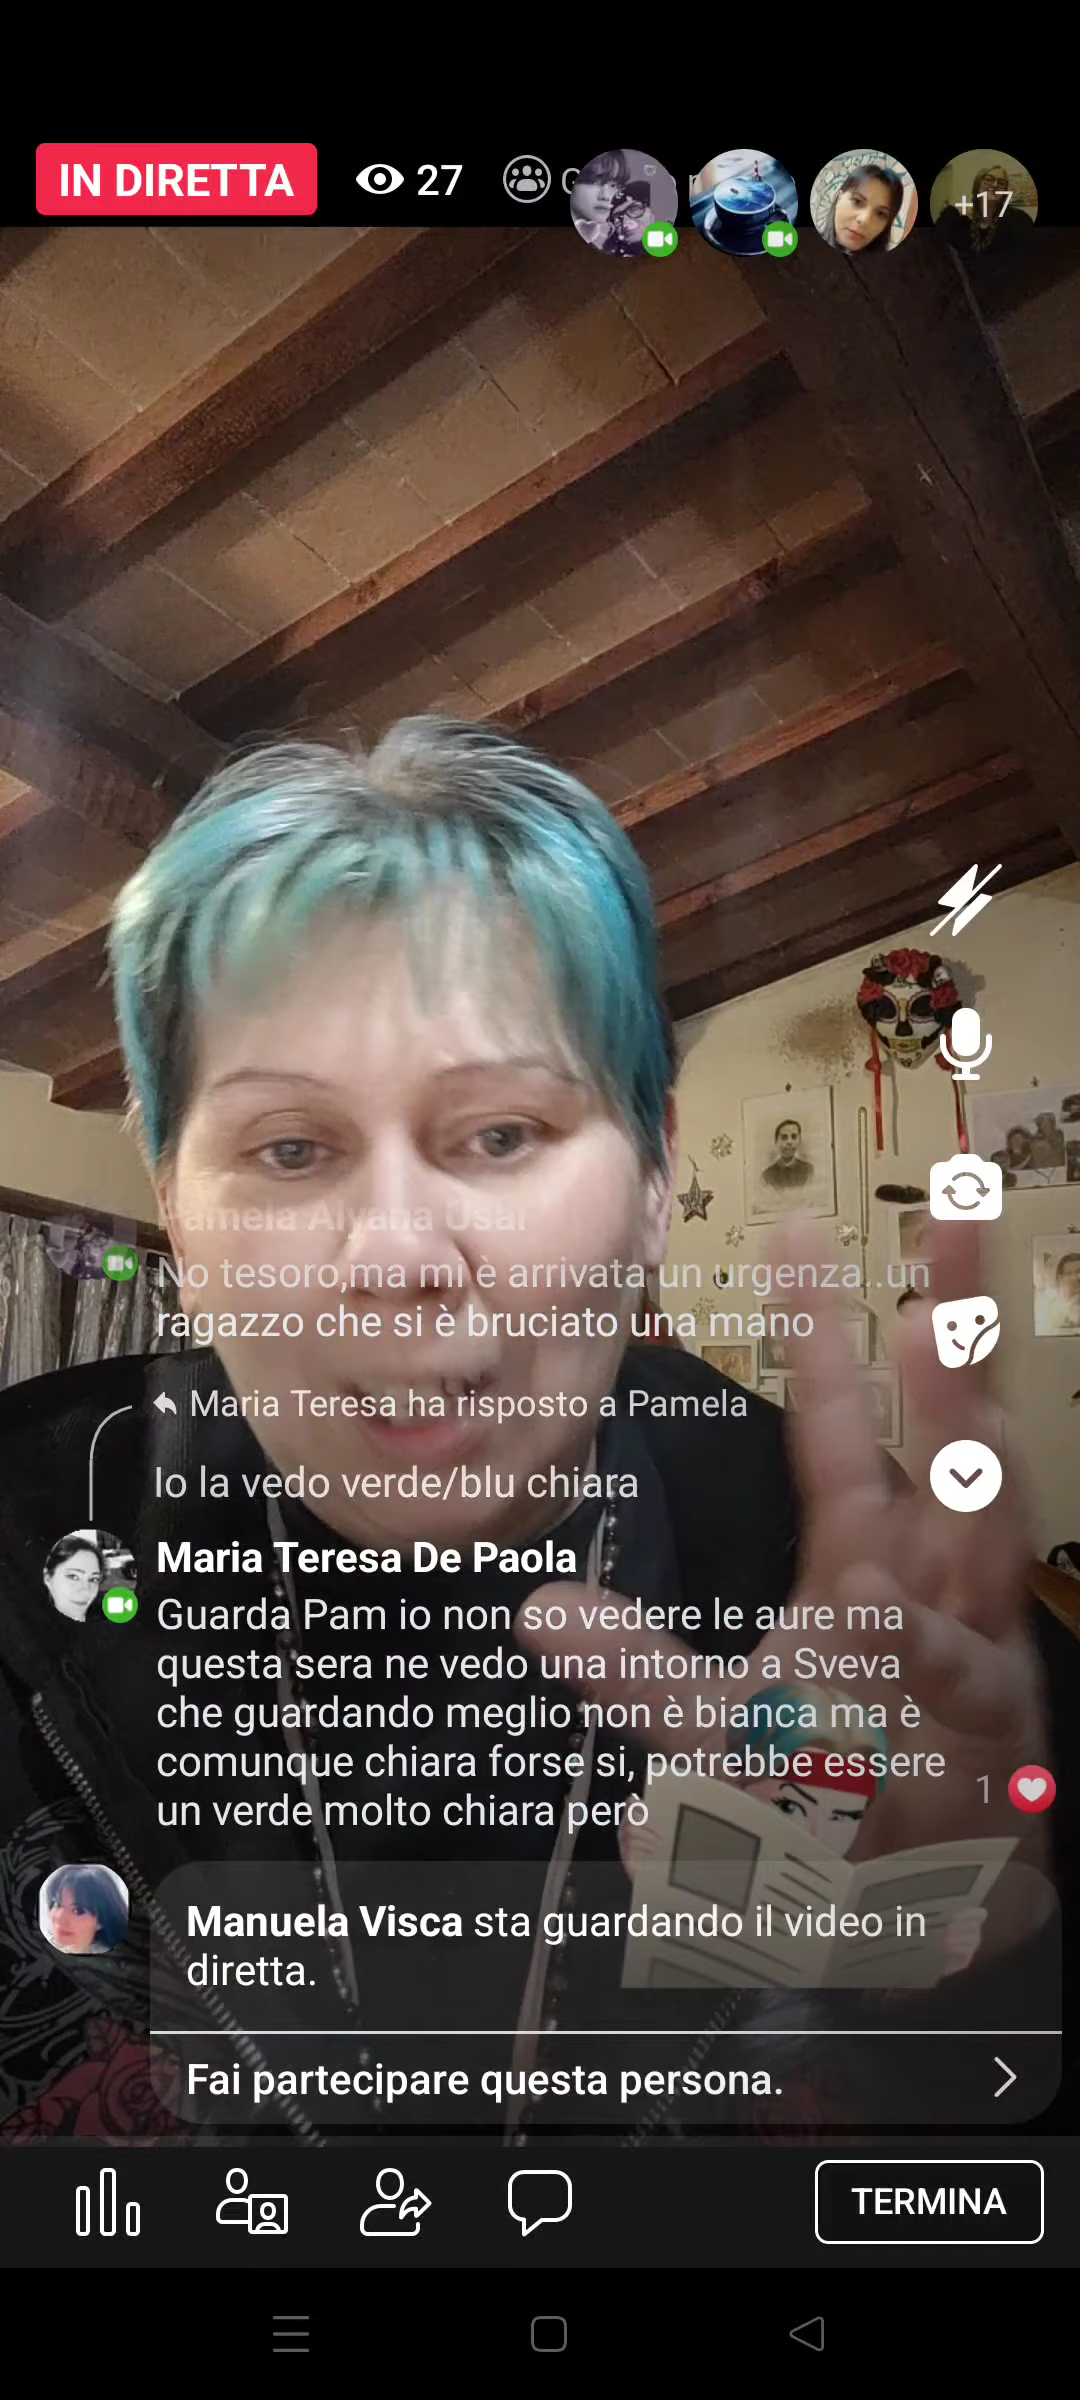 IN DIRETTA
27
+17
Pamela Alyana Usai
No tesoro,ma mi è arrivata un urgenza..un
ragazzo che si è bruciato una mano
Maria Teresa ha risposto a Pamela
Io la vedo verde/blu chiara
Maria Teresa De Paola
Guarda Pam io non so vedere le aure ma
questa sera ne vedo una intorno a Sveva
che guardando meglio non è bianca ma è
comunque chiara forse si, potrebbe essere
un verde molto chiara però
1
Manuela Visca sta guardando il video in
diretta.
Fai partecipare questa persona.
TERMINA